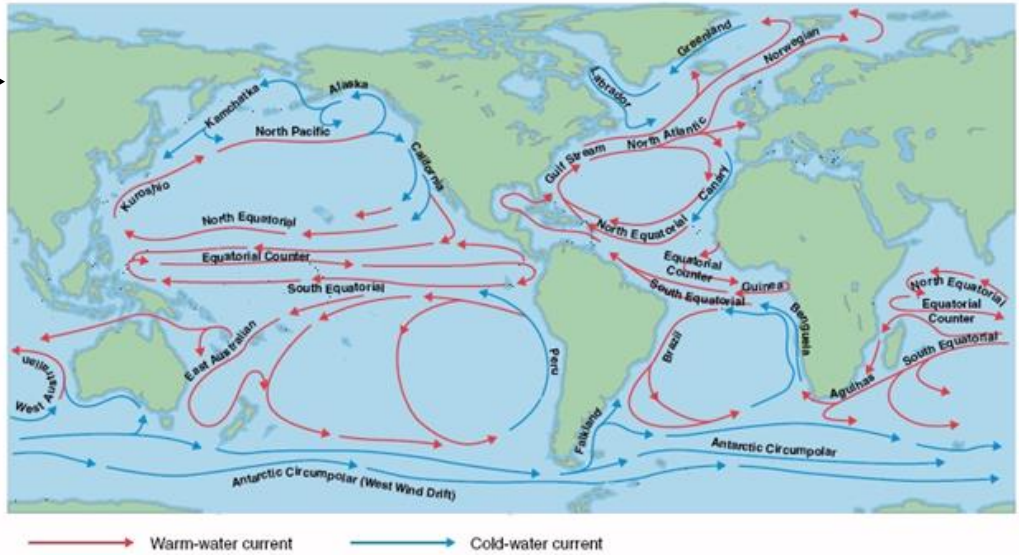 Greenland
Norwegian
Labrador
Alaska
Kamchatka
North Pacific
North Atlantic
Gulf Stream
California
Canary
Kuroshio
North Equatorial
North Equatorial
Equatorial Counter
Equatorial
Counter
Guinea
North Equatorial
Equatorial
Counter
South Equatorial
South Equatorial
South Equatorial
Benguela
East Australian
Brazil
Peru
West Australian
Agulhas
Falkland
Antarctic Circumpolar
Antarctic Circumpolar (West Wind Drift)
Warm-water current
Cold-water current